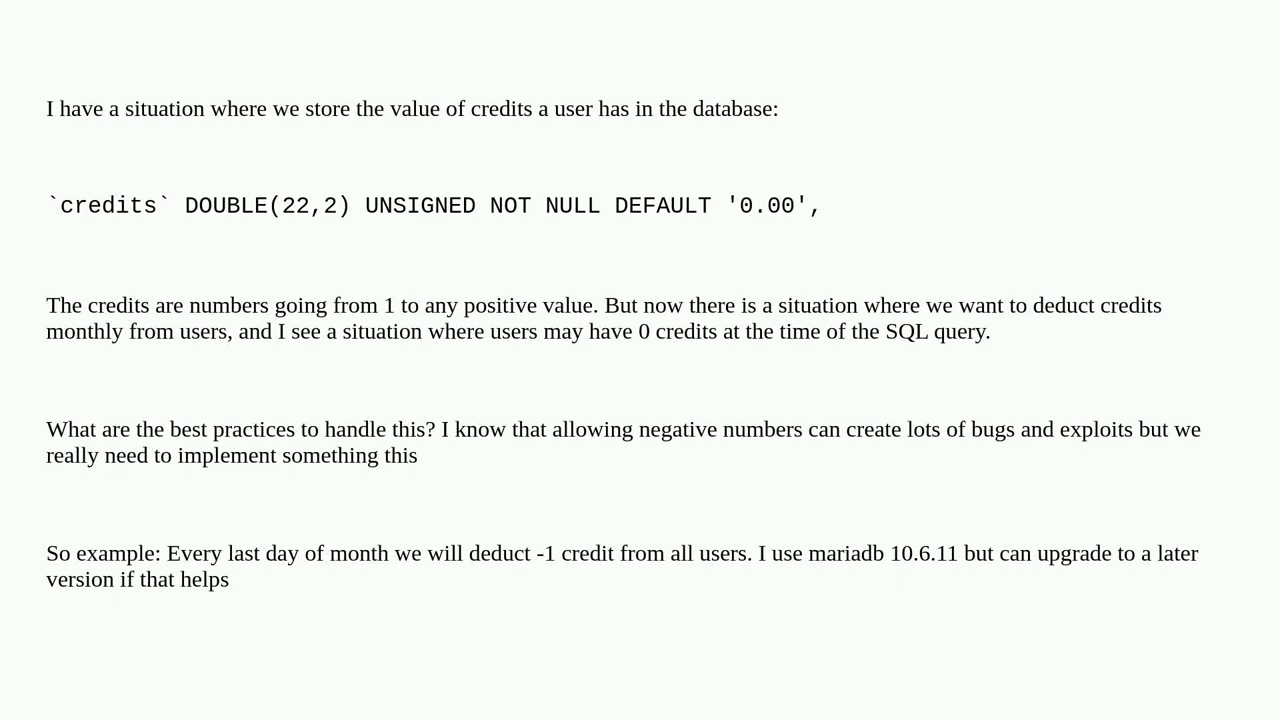 I have a situation where we store the value of credits a user has in the database:
`credits` DOUBLE(22,2) UNSIGNED NOT NULL DEFAULT '0.00',
The credits are numbers going from 1 to any positive value. But now there is a situation where we want to deduct credits
monthly from users, and I see a situation where users may have 0 credits at the time of the SQL query.
What are the best practices to handle this? I know that allowing negative numbers can create lots of bugs and exploits but we
really need to implement something this
So example: Every last day of month we will deduct -1 credit from all users. I use mariadb 10.6.11 but can upgrade to a later
version if that helps